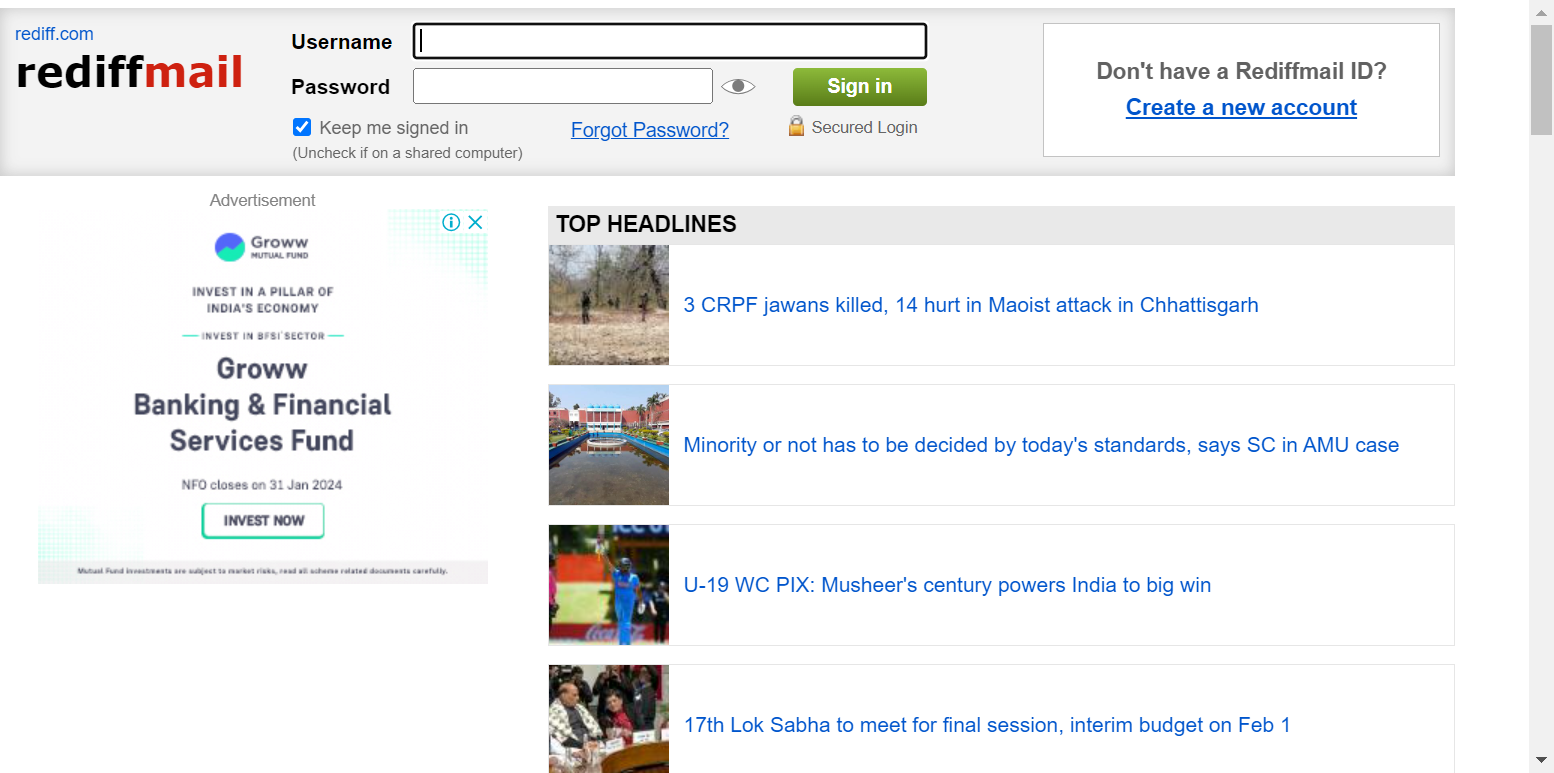 rediff.com
rediffmail
Username
Password
Sign in
Keep me signed in
Forgot Password?
Secured Login
(Uncheck if on a shared computer)
Don't have a Rediffmail ID?
Create a new account
Advertisement
Groww
MUTUAL FUND
INVEST IN A PILLAR OF
INDIA'S ECONOMY
INVEST IN BFSI SECTOR
Groww
Banking & Financial
Services Fund
NFO closes on 31 Jan 2024
INVEST NOW
Mutual Fund investments are subject to market risks, read all scheme related documents carefully.
TOP HEADLINES
3 CRPF jawans killed, 14 hurt in Maoist attack in Chhattisgarh
Minority or not has to be decided by today's standards, says SC in AMU case
U-19 WC PIX: Musheer's century powers India to big win
17th Lok Sabha to meet for final session, interim budget on Feb 1